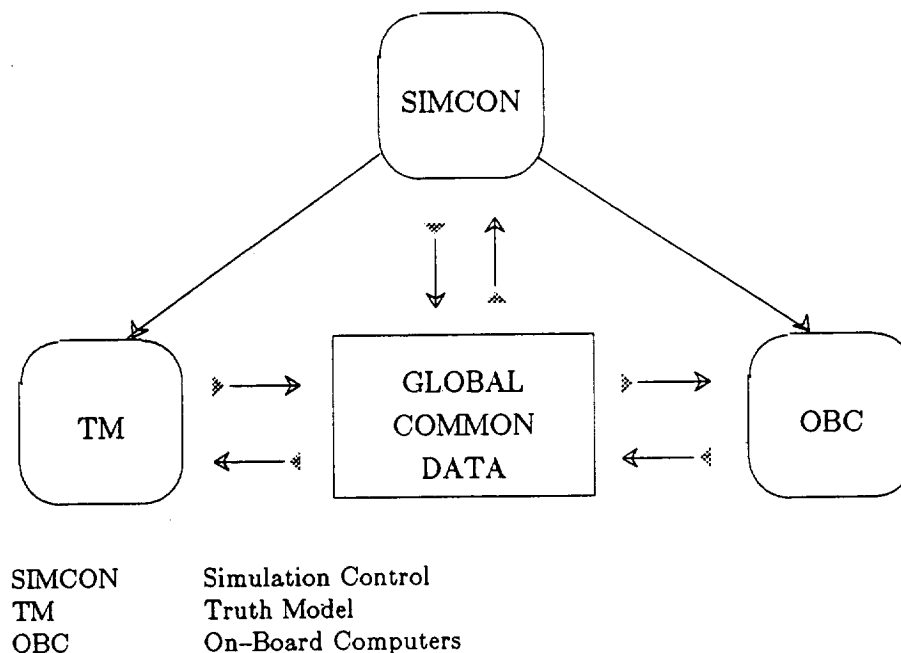 SIMCON
TM
GLOBAL
COMMON
DATA
OBC
SIMCON Simulation Control
TM Truth Model
OBC On-Board Computers